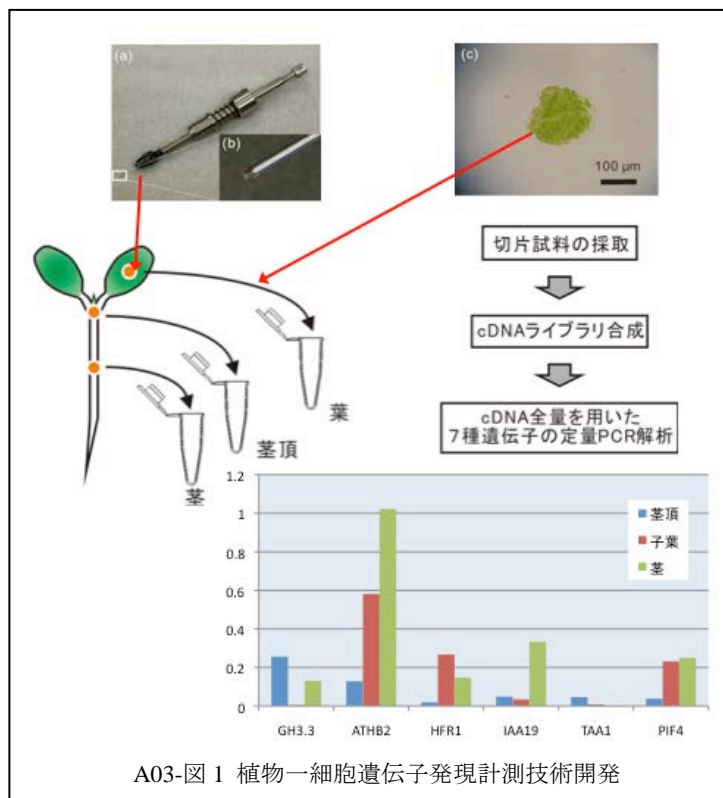 (a)
(b)
(c)
100 μm
切片試料の採取
cDNAライブラリ合成
cDNA全量を用いた
7種遺伝子の定量PCR解析
葉
茎頂
茎
1.2
1
0.8
0.6
0.4
0.2
0
茎頂
子葉
茎
GH3.3
ATHB2
HFR1
IAA19
TAA1
PIF4
A03-図 1 植物一細胞遺伝子発現計測技術開発